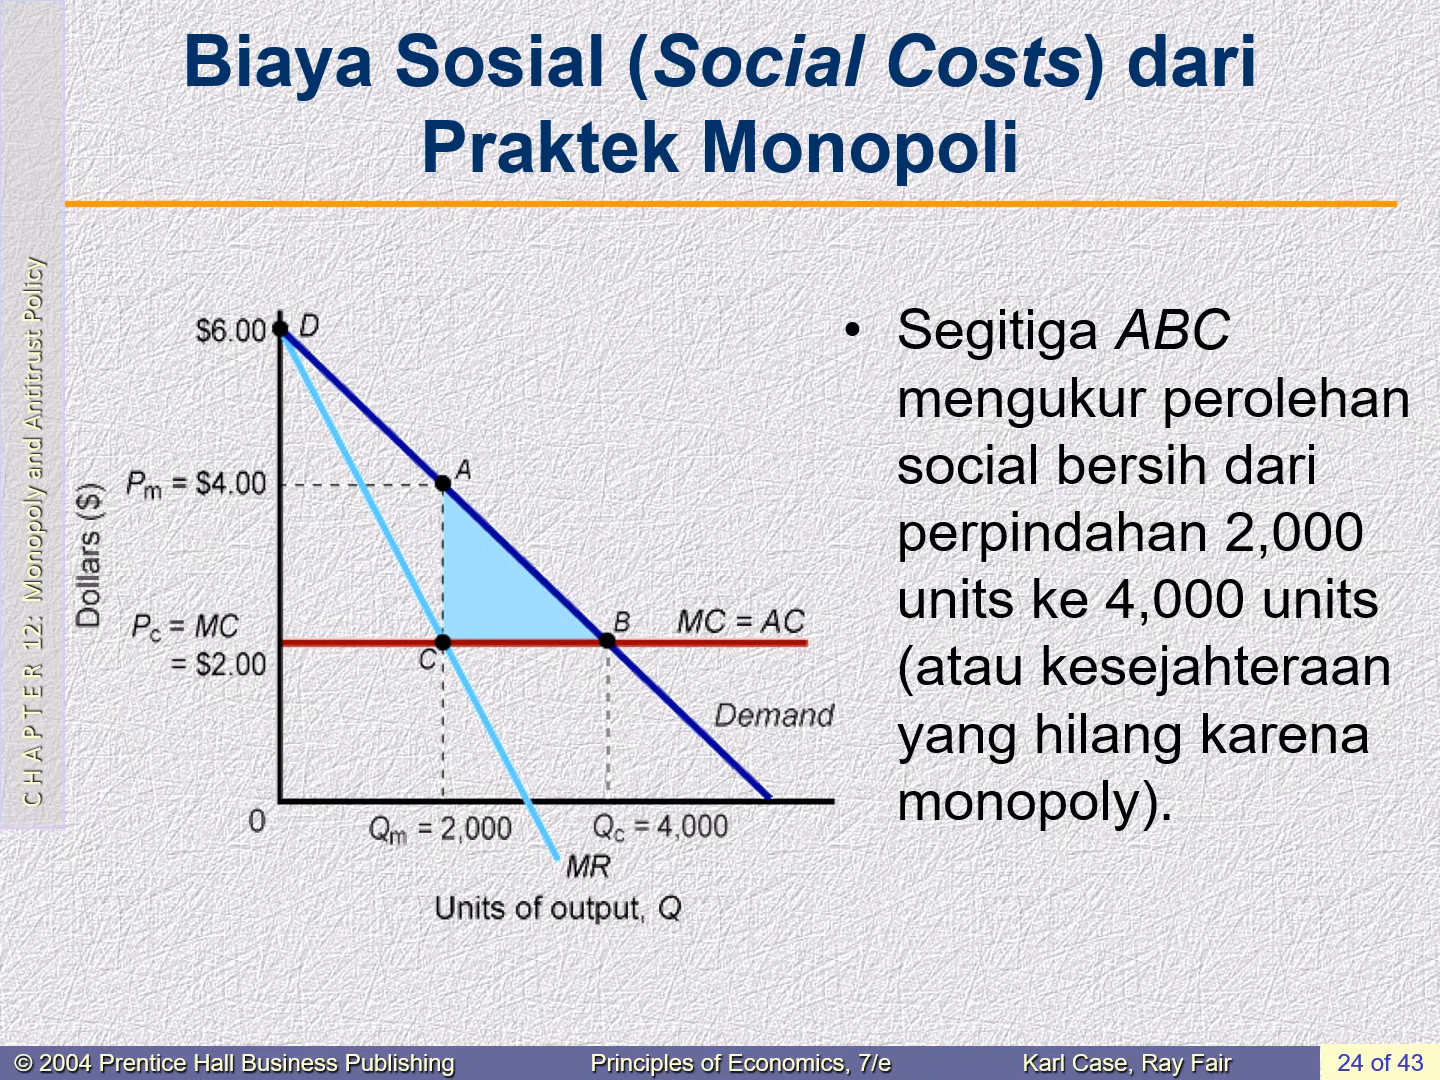 Biaya Sosial (Social Costs) dari
Praktek Monopoli
CHAPTER 12: Monopoly and Antitrust Policy
$6.00
D
Pm = $4.00
A
Dollars ($)
Pc = MC
= $2.00
B
MC = AC
C
Demand
0
Qm = 2,000
Qc = 4,000
MR
Units of output, Q
• Segitiga ABC
mengukur perolehan
social bersih dari
perpindahan 2,000
units ke 4,000 units
(atau kesejahteraan
yang hilang karena
monopoly).
© 2004 Prentice Hall Business Publishing
Principles of Economics, 7/e
Karl Case, Ray Fair
24 of 43